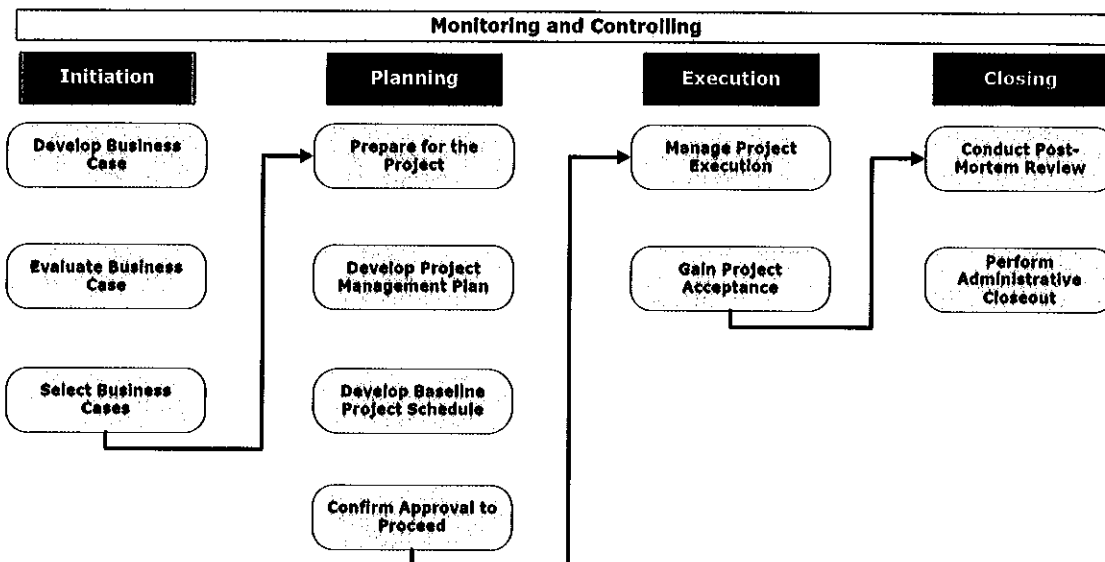 Monitoring and Controlling
Initiation
Develop Business
Case
Evaluate Business
Case
Select Business
Cases
Planning
Prepare for the
Project
Develop Project
Management Plan
Develop Baseline
Project Schedule
Confirm Approval to
Proceed
Execution
Manage Project
Execution
Gain Project
Acceptance
Closing
Conduct Post-
Mortem Review
Perform
Administrative
Closeout